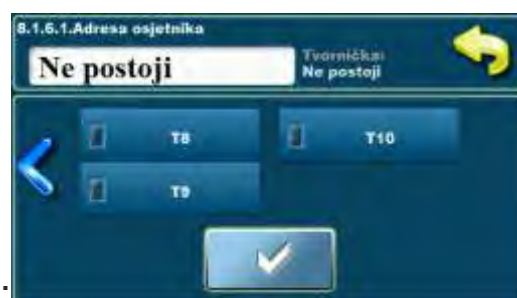 8.1.6.1.Adresa osjetnika
Ne postoji
Tvornička:
Ne postoji
T8
T10
T9
.